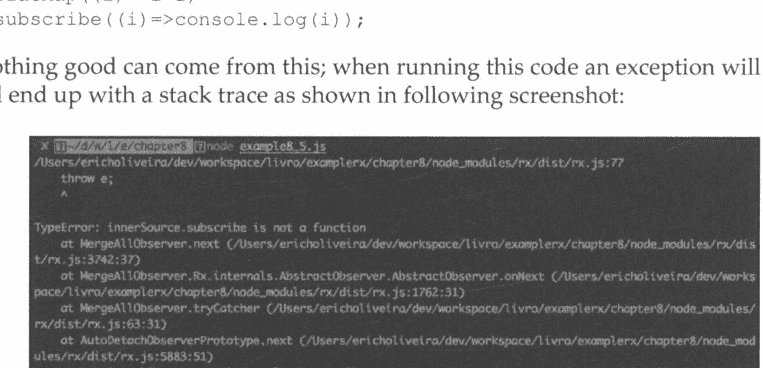 subscribe((i)=>console.log(i));
othing good can come from this; when running this code an exception will
end up with a stack trace as shown in following screenshot:
x ~/d/w/l/e/chapter8 node example8_5.js
/Users/ericholiveira/dev/workspace/livro/examplerx/chapter8/node_modules/rx/dist/rx.js:77
throw e;
^
TypeError: innerSource.subscribe is not a function
at MergeAllObserver.next (/Users/ericholiveira/dev/workspace/livro/examplerx/chapter8/node_modules/rx/dis
t/rx.js:3742:37)
at MergeAllObserver.Rx.internals.AbstractObserver.AbstractObserver.onNext (/Users/ericholiveira/dev/works
pace/livro/examplerx/chapter8/node_modules/rx/dist/rx.js:1762:31)
at MergeAllObserver.tryCatcher (/Users/ericholiveira/dev/workspace/livro/examplerx/chapter8/node_modules/
rx/dist/rx.js:63:31)
at AutoDetachObserverPrototype.next (/Users/ericholiveira/dev/workspace/livro/examplerx/chapter8/node_mod
ules/rx/dist/rx.js:5883:51)